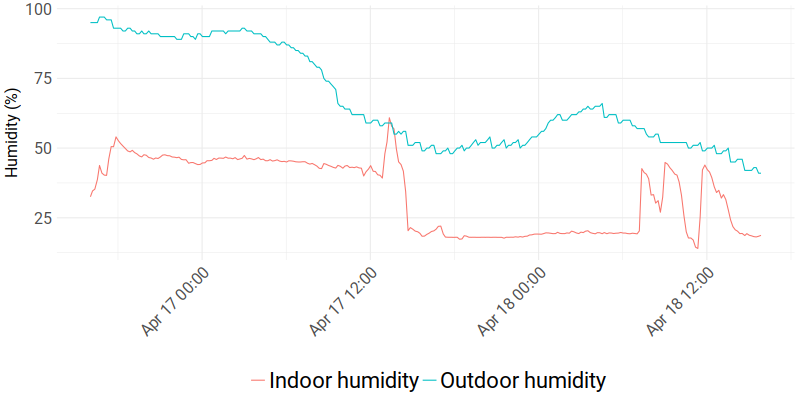 100
75
50
25
Humidity (%)
Apr 17 00:00
Apr 17 12:00
Apr 18 00:00
Apr 18 12:00
Indoor humidity Outdoor humidity